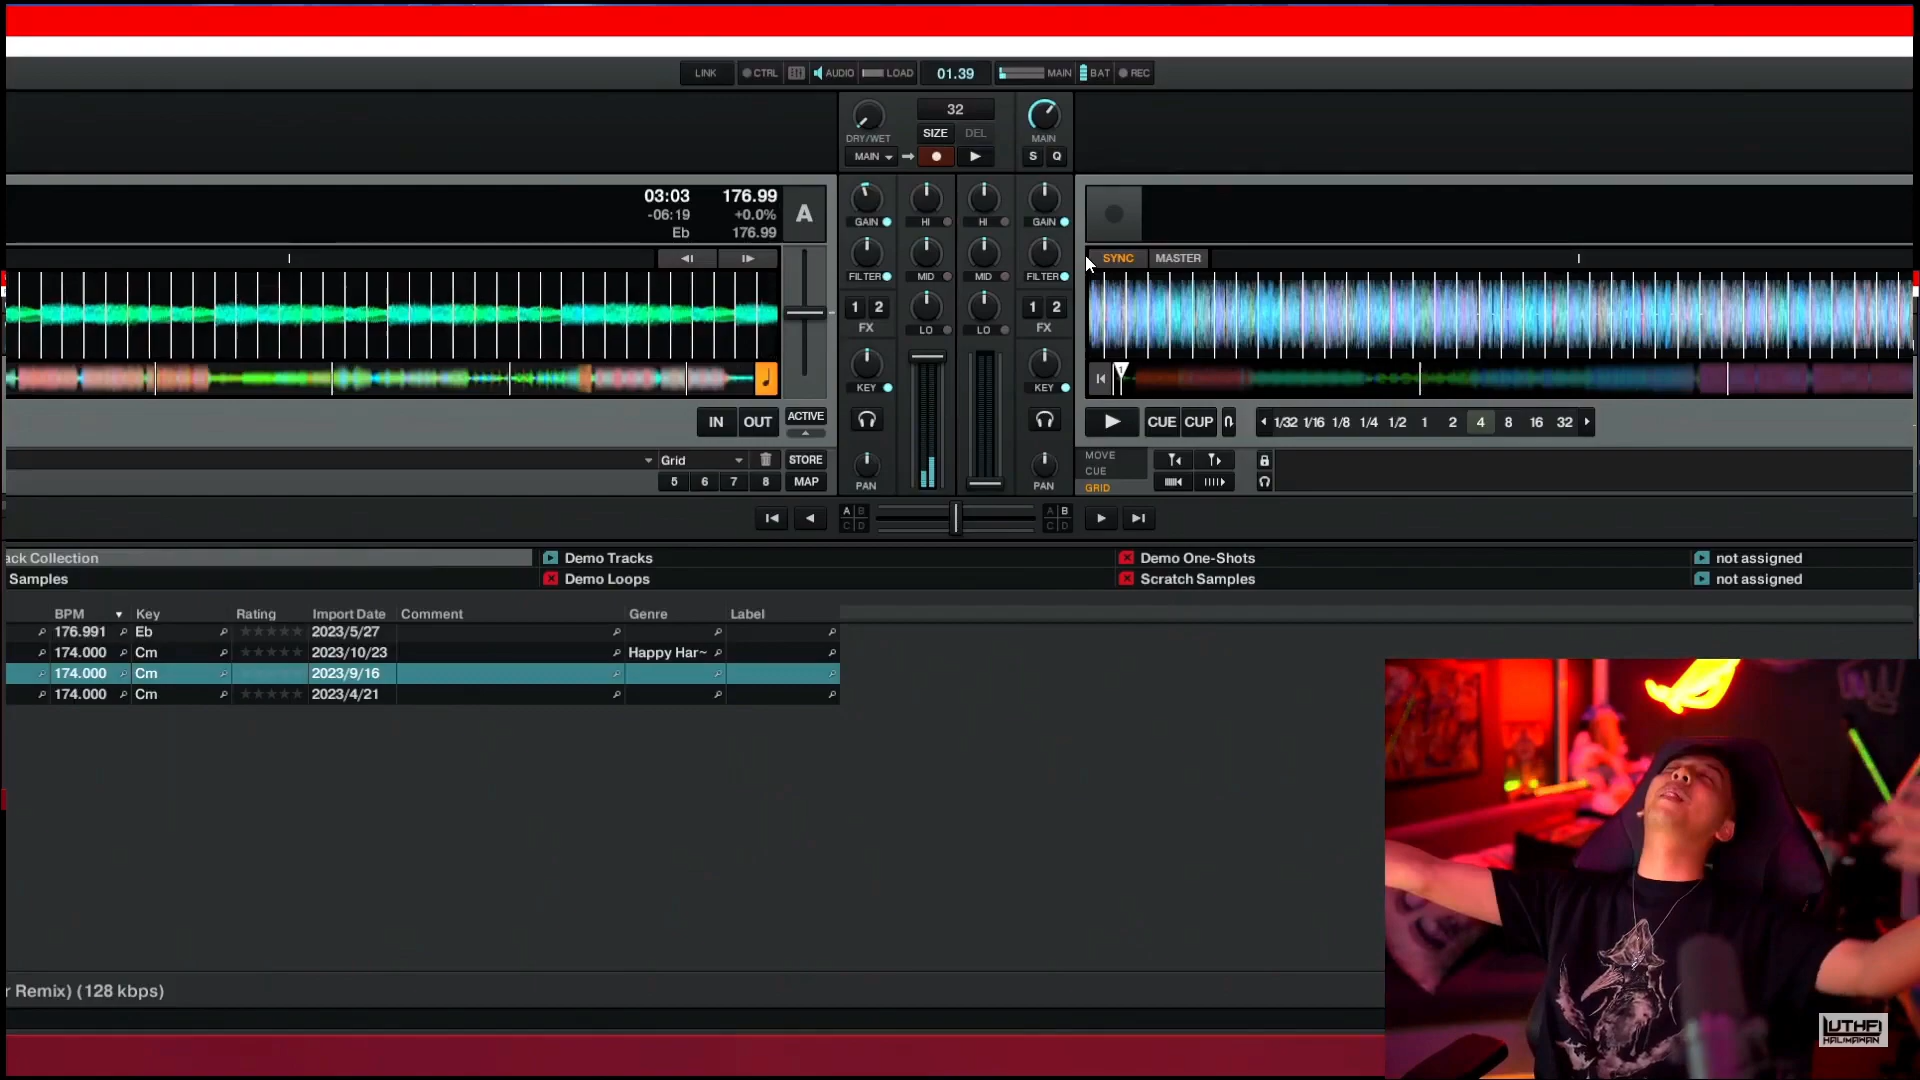 LINK CTRL AUDIO LOAD 01.39 MAIN BAT REC
32
DRY/WET SIZE DEL MAIN
MAIN S Q
03:03 176.99
-06:19 +0.0%
Eb 176.99
A
GAIN HI HI GAIN
FILTER MID MID FILTER
1 2 LO LO 1 2
FX FX
KEY KEY
PAN PAN
SYNC MASTER
1
IN OUT ACTIVE
CUE CUP 1/32 1/16 1/8 1/4 1/2 1 2 4 8 16 32
Grid STORE
5 6 7 8 MAP
MOVE
CUE
GRID
A B A B
C D C D
ack Collection Demo Tracks Demo One-Shots not assigned
Samples Demo Loops Scratch Samples not assigned
BPM Key Rating Import Date Comment Genre Label
176.991 Eb 2023/5/27
174.000 Cm 2023/10/23 Happy Har~
174.000 Cm 2023/9/16
174.000 Cm 2023/4/21
r Remix) (128 kbps)
LUTHFI
HALIMAWAN